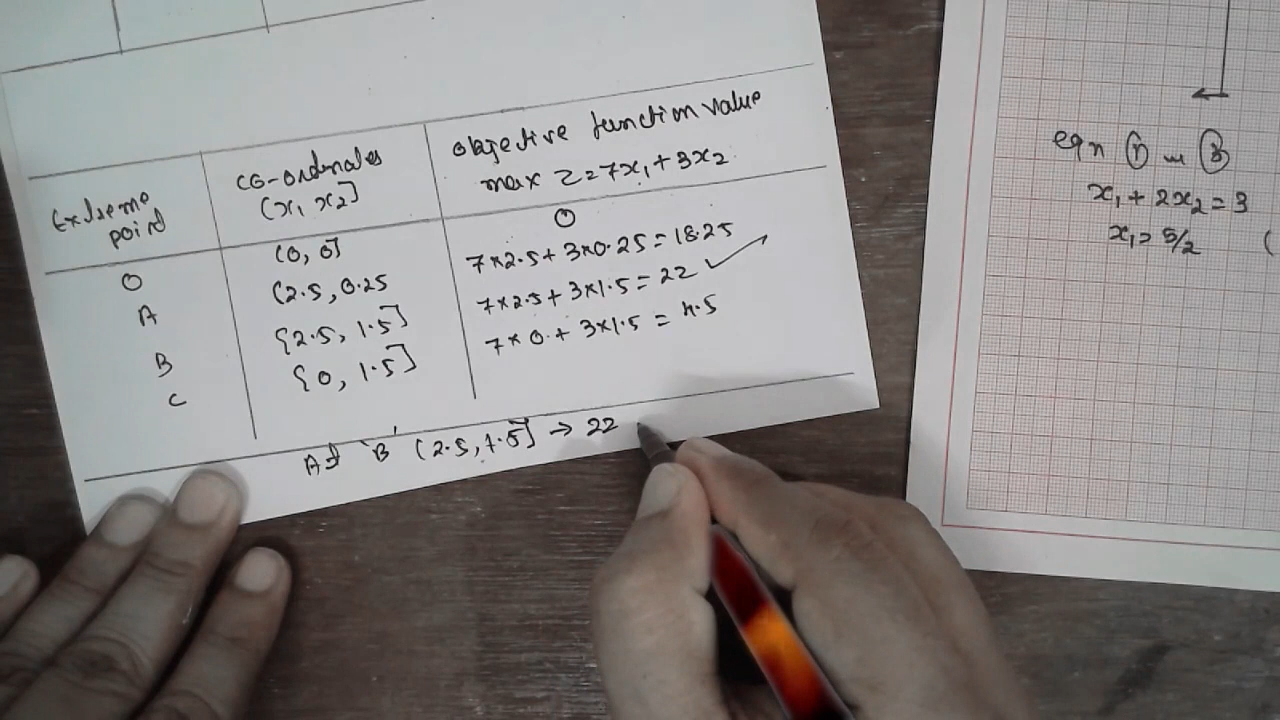 Extreme point
co-ordinates (x₁ x₂)
objective function value
max Z = 7x₁ + 3x₂
O
(0, 0)
0
A
(2.5, 0.25
7×2.5 + 3×0.25 = 18.25
B
{2.5, 1.5]
7×2.5 + 3×1.5 = 22 ✓
C
{0, 1.5]
7×0 + 3×1.5 = 4.5
At 'B' (2.5, 1.5] → 22
eqn ① ③
x₁ + 2x₂ = 3
x₁ = 5/2
(